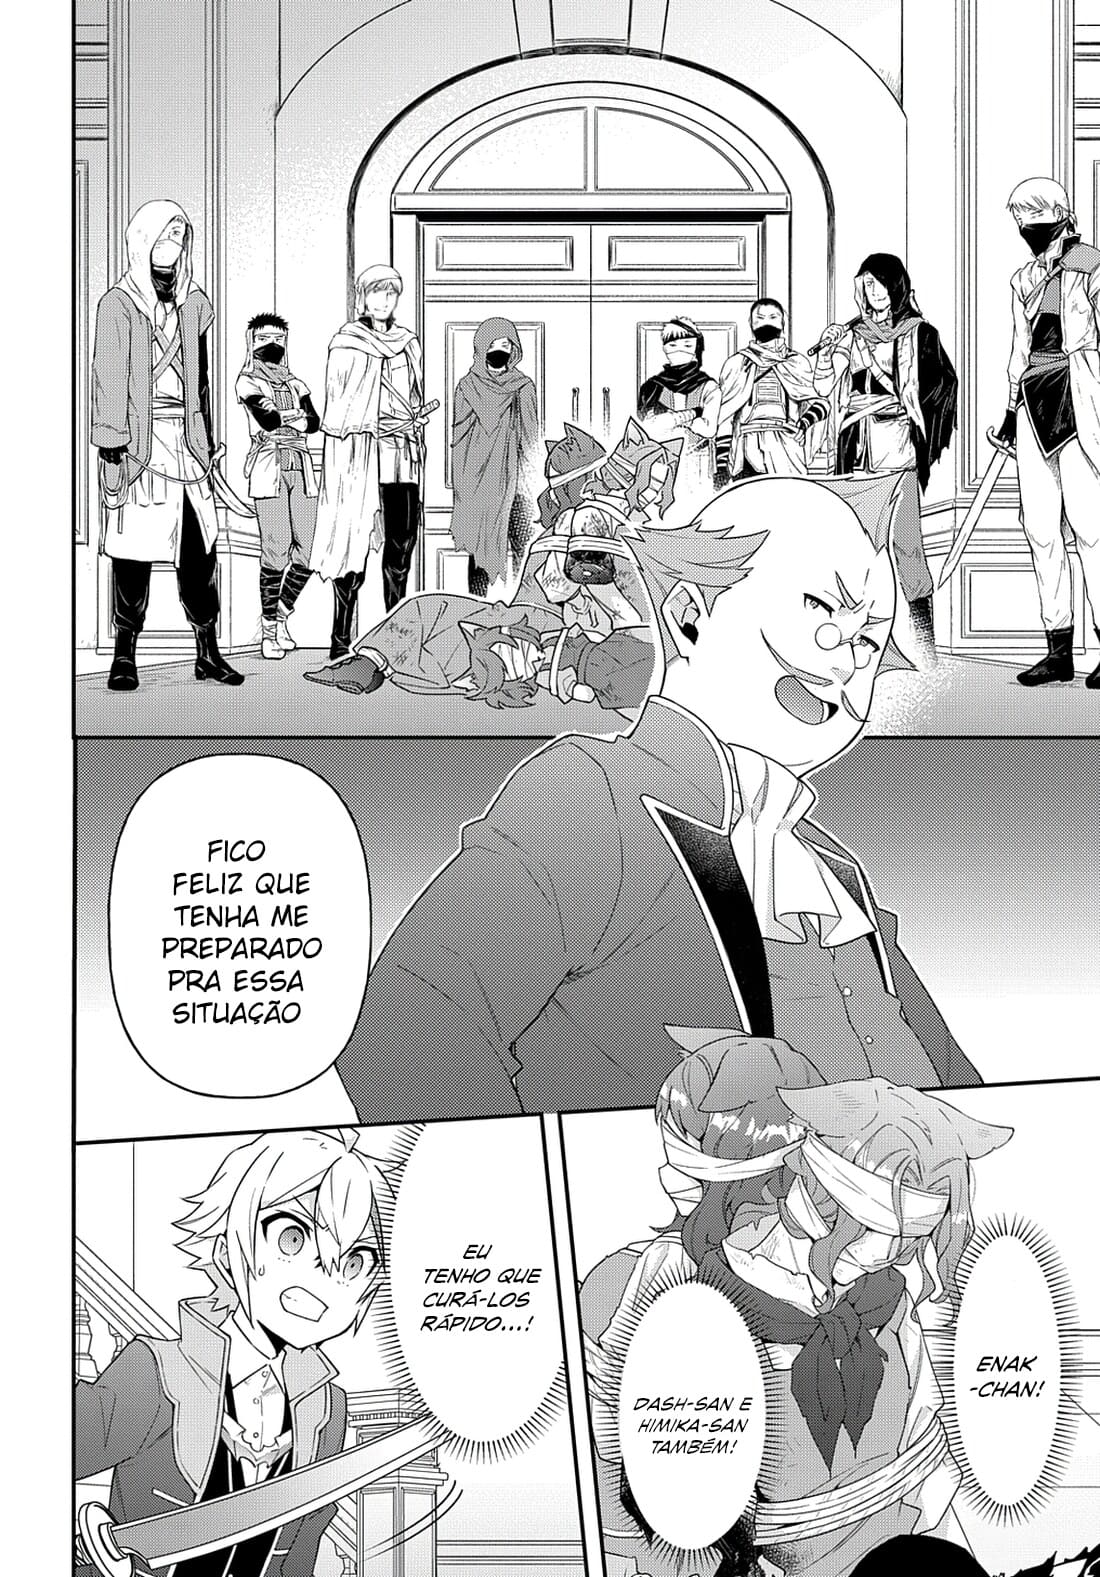 FICO
FELIZ QUE
TENHA ME
PREPARADO
PRA ESSA
SITUAÇÃO
ENAK
-CHAN!
DASH-SAN E
HIMIKA-SAN
TAMBÉM!
EU
TENHO QUE
CURÁ-LOS
RÁPIDO...!